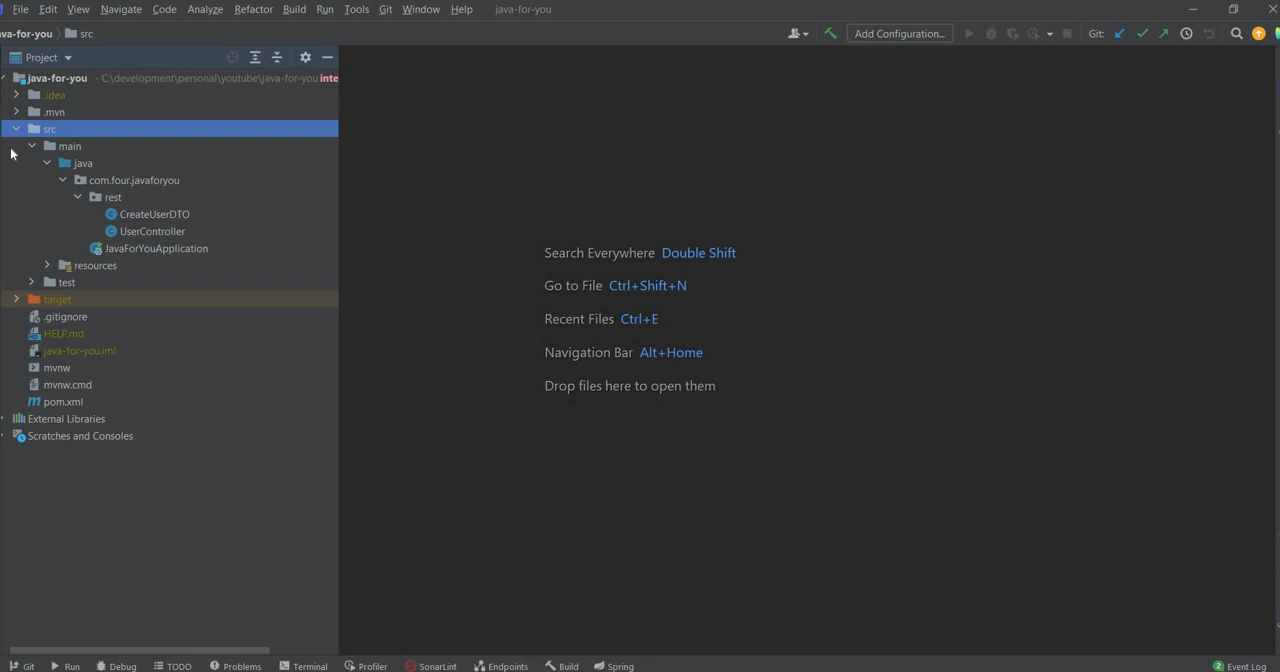 File Edit View Navigate Code Analyze Refactor Build Run Tools Git Window Help java-for-you
va-for-you src Add Configuration... Git:
Project
java-for-you - C:\development\personal\youtube\java-for-you inte
.idea
.mvn
src
main
java
com.four.javaforyou
rest
CreateUserDTO
UserController
JavaForYouApplication
resources
test
target
.gitignore
HELP.md
java-for-you.iml
mvnw
mvnw.cmd
pom.xml
External Libraries
Scratches and Consoles
Search Everywhere Double Shift
Go to File Ctrl+Shift+N
Recent Files Ctrl+E
Navigation Bar Alt+Home
Drop files here to open them
Git Run Debug TODO Problems Terminal Profiler SonarLint Endpoints Build Spring 2 Event Log